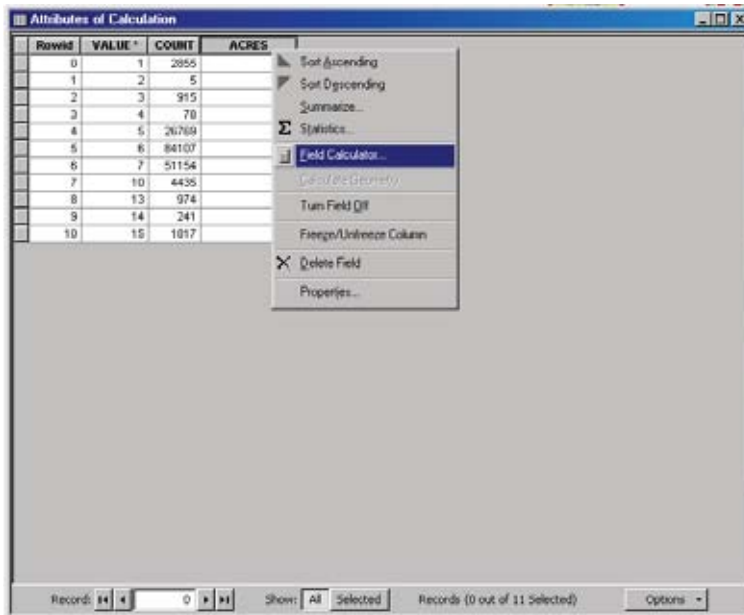 Attributes of Calculation
Rowid VALUE * COUNT ACRES
0 1 2855
1 2 5
2 3 915
3 4 78
4 5 26769
5 6 84107
6 7 51154
7 10 4435
8 13 974
9 14 241
10 15 1017
Sort Ascending
Sort Descending
Summarize...
Σ Statistics...
Field Calculator...
Calculate Geometry
Turn Field Off
Freeze/Unfreeze Column
Delete Field
Properties...
Record: 0 Show: All Selected Records (0 out of 11 Selected) Options